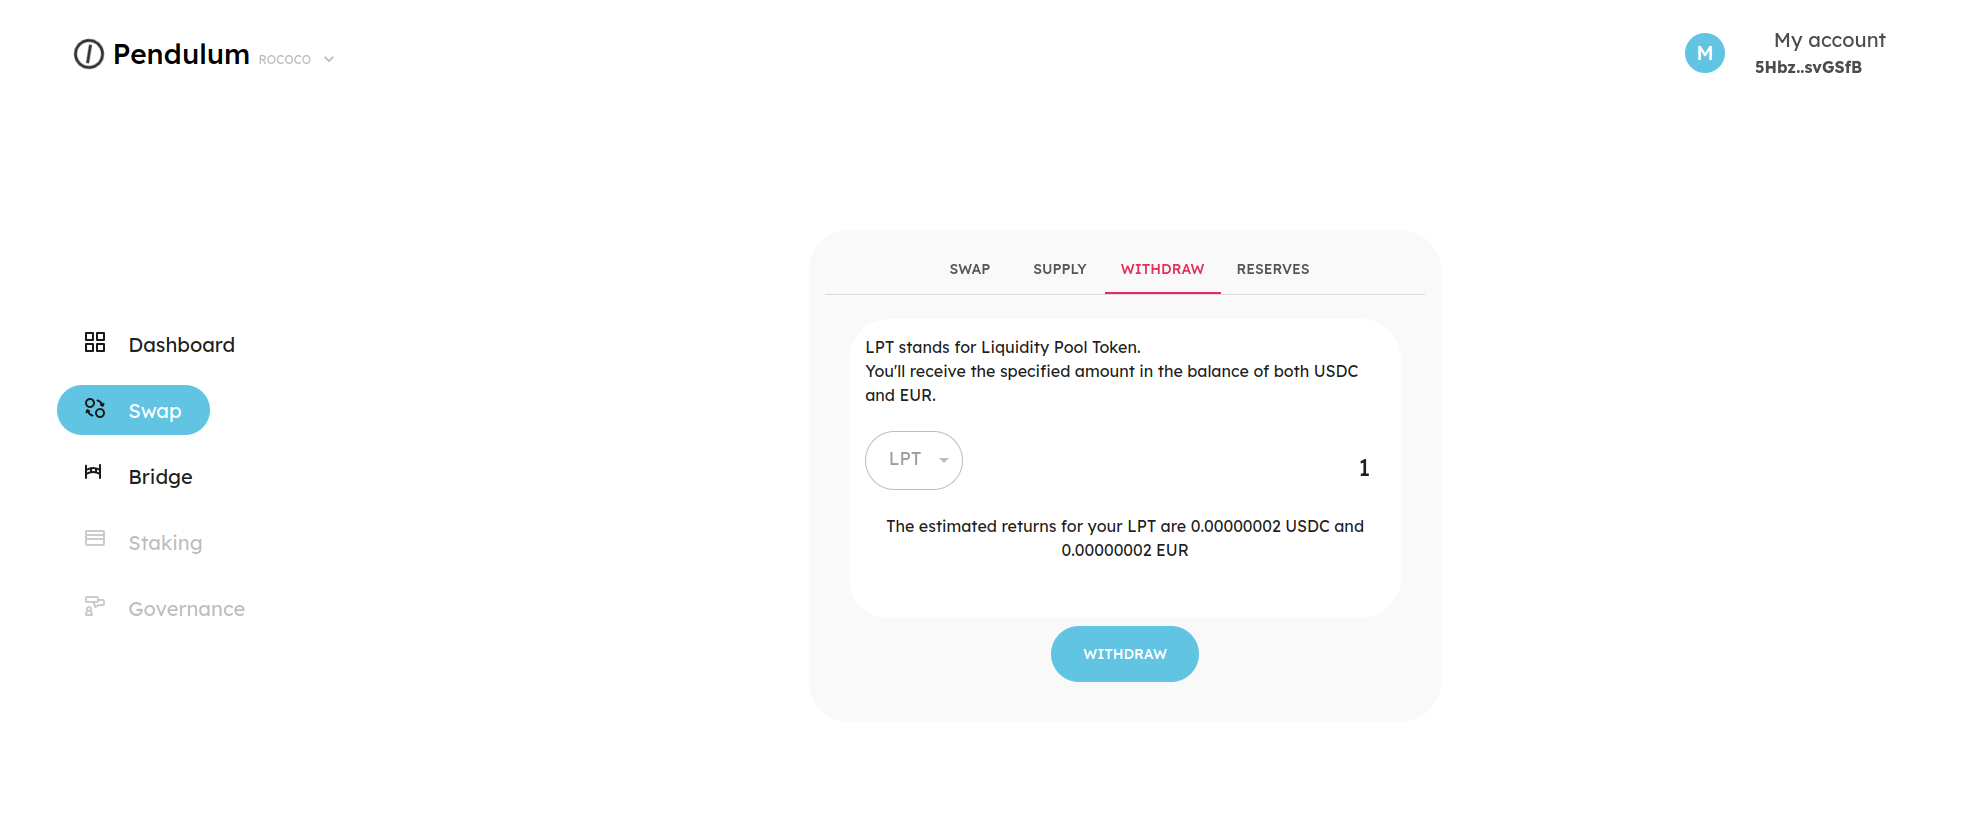 Pendulum ROCOCO
M
My account
5Hbz..svGSfB
Dashboard
Swap
Bridge
Staking
Governance
SWAP SUPPLY WITHDRAW RESERVES
LPT stands for Liquidity Pool Token.
You'll receive the specified amount in the balance of both USDC
and EUR.
LPT
1
The estimated returns for your LPT are 0.00000002 USDC and
0.00000002 EUR
WITHDRAW